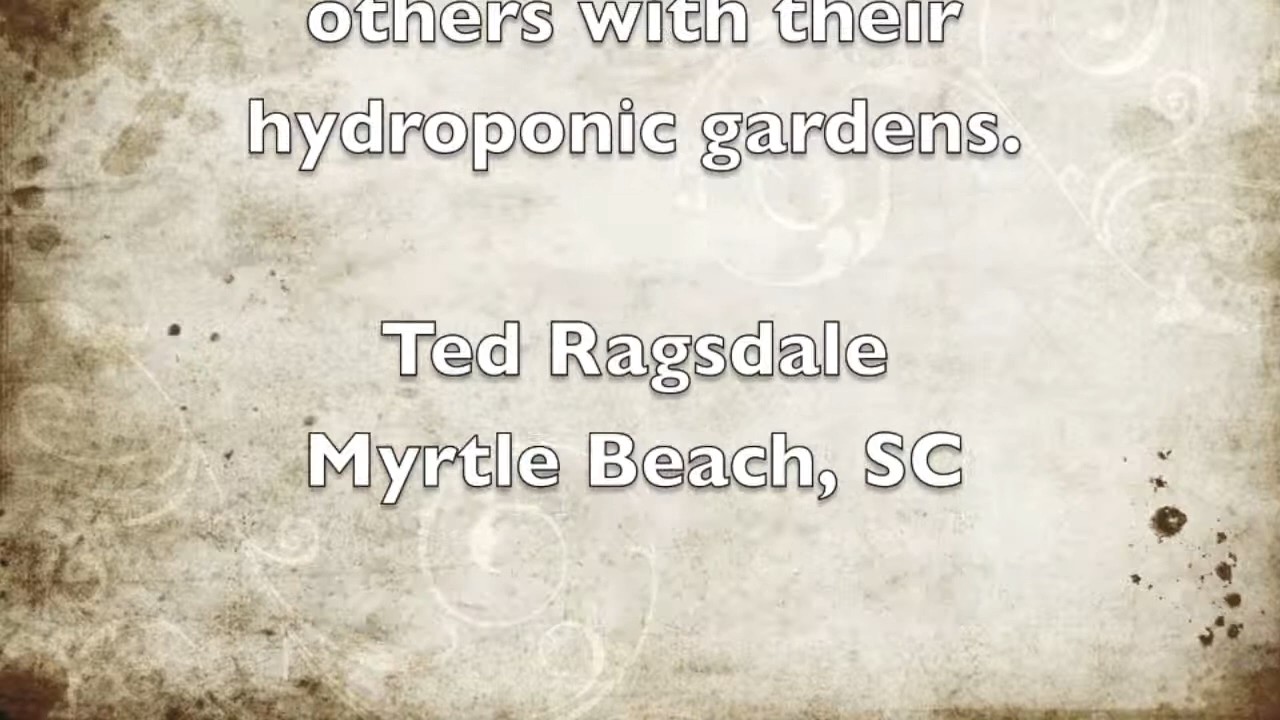 others with their
hydroponic gardens.
Ted Ragsdale
Myrtle Beach, SC